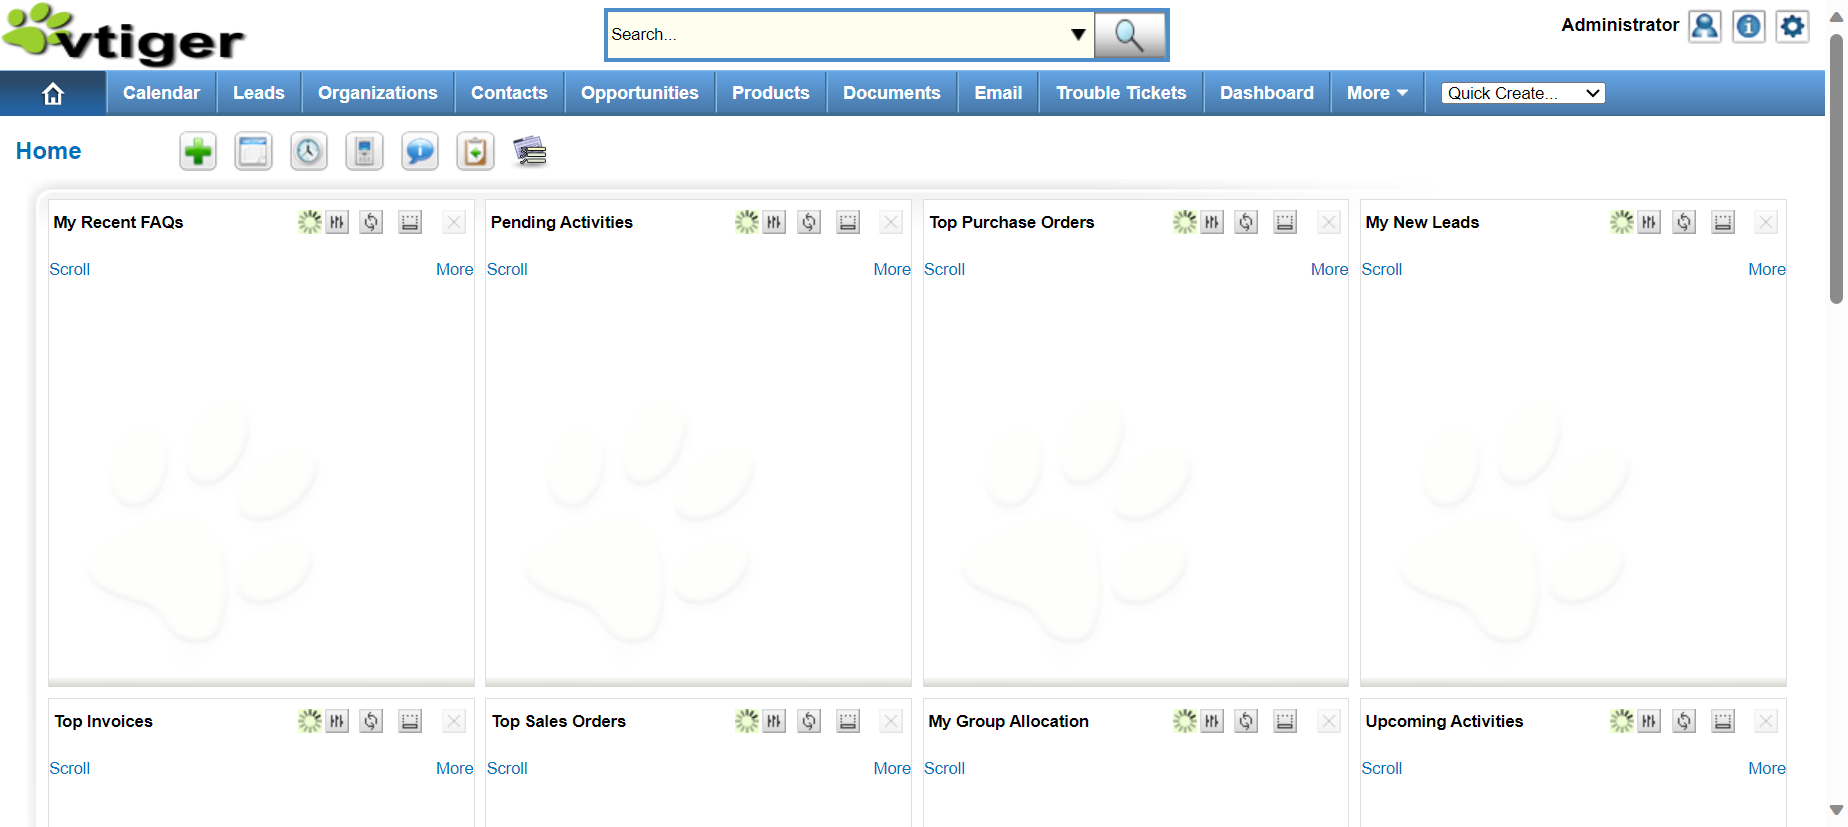 vtiger
Search...
Administrator
Calendar
Leads
Organizations
Contacts
Opportunities
Products
Documents
Email
Trouble Tickets
Dashboard
More
Quick Create...
Home
My Recent FAQs
Scroll
More
Pending Activities
Scroll
More
Top Purchase Orders
Scroll
More
My New Leads
Scroll
More
Top Invoices
Scroll
More
Top Sales Orders
Scroll
More
My Group Allocation
Scroll
Upcoming Activities
Scroll
More